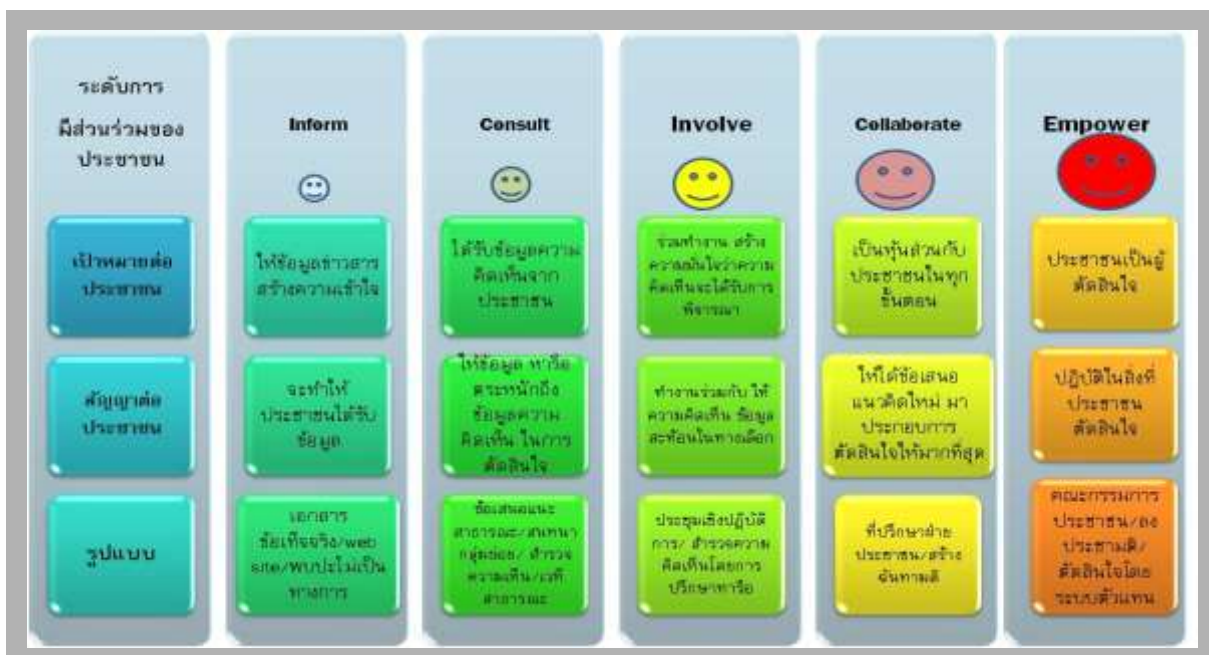 ระดับการ
มีส่วนร่วมของ
ประชาชน
Inform
Consult
Involve
Collaborate
Empower
เป้าหมายต่อ
ประชาชน
ให้ข้อมูลข่าวสาร
สร้างความเข้าใจ
ได้รับข้อมูลความ
คิดเห็นจาก
ประชาชน
ร่วมทำงาน สร้าง
ความมั่นใจว่าความ
คิดเห็นจะได้รับการ
พิจารณา
เป็นหุ้นส่วนกับ
ประชาชนในทุก
ขั้นตอน
ประชาชนเป็นผู้
ตัดสินใจ
สัญญาต่อ
ประชาชน
จะทำให้
ประชาชนได้รับ
ข้อมูล
ให้ข้อมูล หารือ
ตระหนักถึง
ข้อมูลความ
คิดเห็น ในการ
ตัดสินใจ
ทำงานร่วมกับ ให้
ความคิดเห็น ข้อมูล
สะท้อนในทางเลือก
ให้ได้ข้อเสนอ
แนวคิดใหม่ มา
ประกอบการ
ตัดสินใจให้มากที่สุด
ปฏิบัติในสิ่งที่
ประชาชน
ตัดสินใจ
รูปแบบ
เอกสาร
ข้อเท็จจริง/web
site/พบปะไม่เป็น
ทางการ
ข้อเสนอแนะ
สาธารณะ/สนทนา
กลุ่มย่อย/ สำรวจ
ความเห็น/เวที
สาธารณะ
ประชุมเชิงปฏิบัติ
การ/ สำรวจความ
คิดเห็นโดยการ
ปรึกษาหารือ
ที่ปรึกษาฝ่าย
ประชาชน/สร้าง
ฉันทามติ
คณะกรรมการ
ประชาชน/ลง
ประชามติ/
ตัดสินใจโดย
ระบบตัวแทน